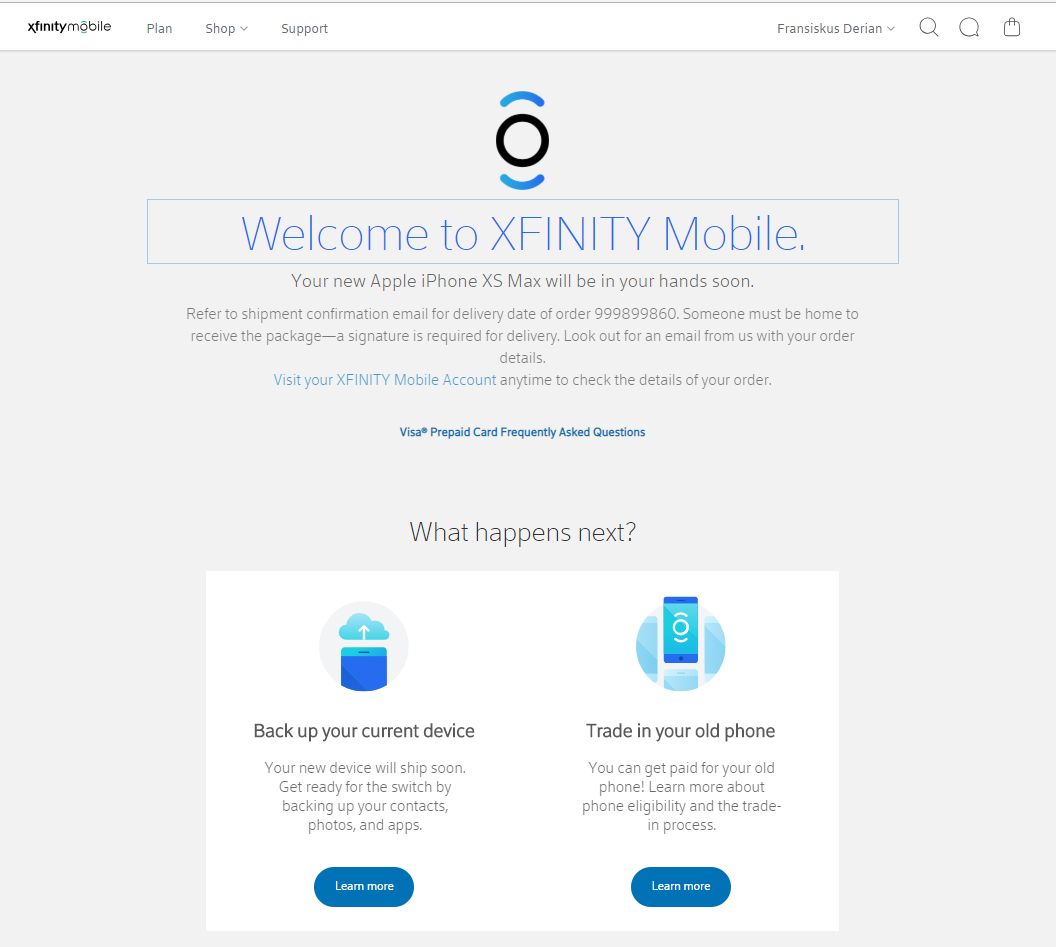 xfinitymobile
Plan
Shop
Support
Fransiskus Derian
Welcome to XFINITY Mobile.
Your new Apple iPhone XS Max will be in your hands soon.
Refer to shipment confirmation email for delivery date of order 999899860. Someone must be home to
receive the package—a signature is required for delivery. Look out for an email from us with your order
details.
Visit your XFINITY Mobile Account anytime to check the details of your order.
Visa® Prepaid Card Frequently Asked Questions
What happens next?
Back up your current device
Your new device will ship soon.
Get ready for the switch by
backing up your contacts,
photos, and apps.
Learn more
Trade in your old phone
You can get paid for your old
phone! Learn more about
phone eligibility and the trade-
in process.
Learn more